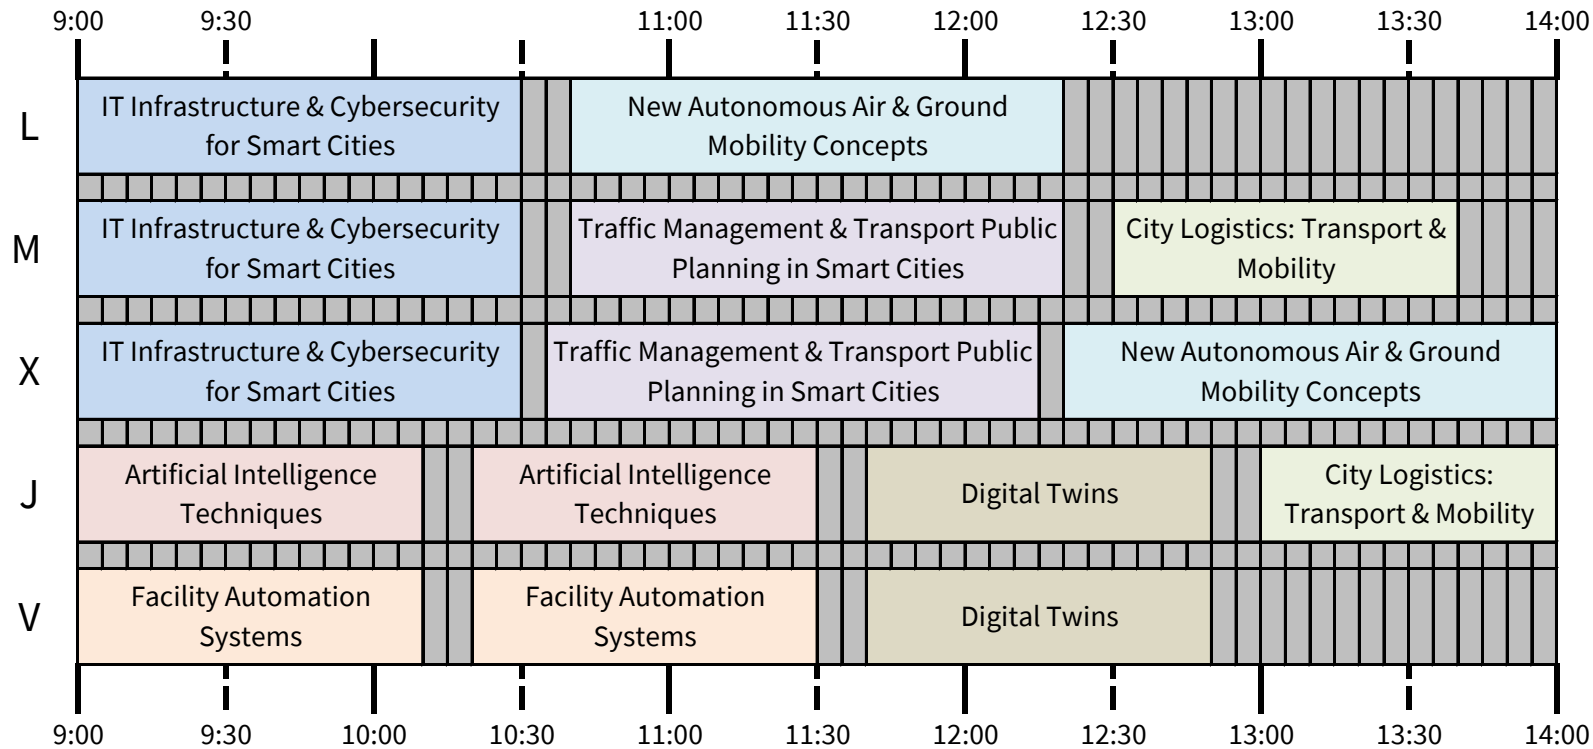 9:00 9:30 11:00 11:30 12:00 12:30 13:00 13:30 14:00
L
IT Infrastructure & Cybersecurity
for Smart Cities
New Autonomous Air & Ground
Mobility Concepts
M
IT Infrastructure & Cybersecurity
for Smart Cities
Traffic Management & Transport Public
Planning in Smart Cities
City Logistics: Transport &
Mobility
X
IT Infrastructure & Cybersecurity
for Smart Cities
Traffic Management & Transport Public
Planning in Smart Cities
New Autonomous Air & Ground
Mobility Concepts
J
Artificial Intelligence
Techniques
Artificial Intelligence
Techniques
Digital Twins
City Logistics:
Transport & Mobility
V
Facility Automation
Systems
Facility Automation
Systems
Digital Twins
9:00 9:30 10:00 10:30 11:00 11:30 12:00 12:30 13:00 13:30 14:00